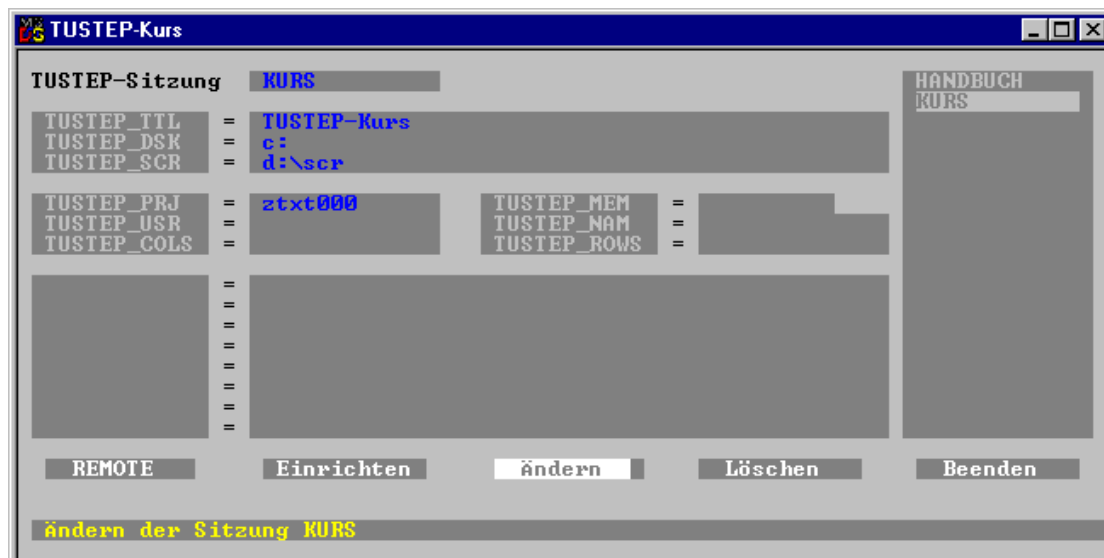 TUSTEP-Kurs
TUSTEP-Sitzung KURS
HANDBUCH
KURS
TUSTEP_TTL = TUSTEP-Kurs
TUSTEP_DSK = c:
TUSTEP_SCR = d:\scr
TUSTEP_PRJ = ztxt000 TUSTEP_MEM =
TUSTEP_USR = TUSTEP_NAM =
TUSTEP_COLS = TUSTEP_ROWS =
=
=
=
=
=
=
=
=
REMOTE Einrichten Ändern Löschen Beenden
Ändern der Sitzung KURS